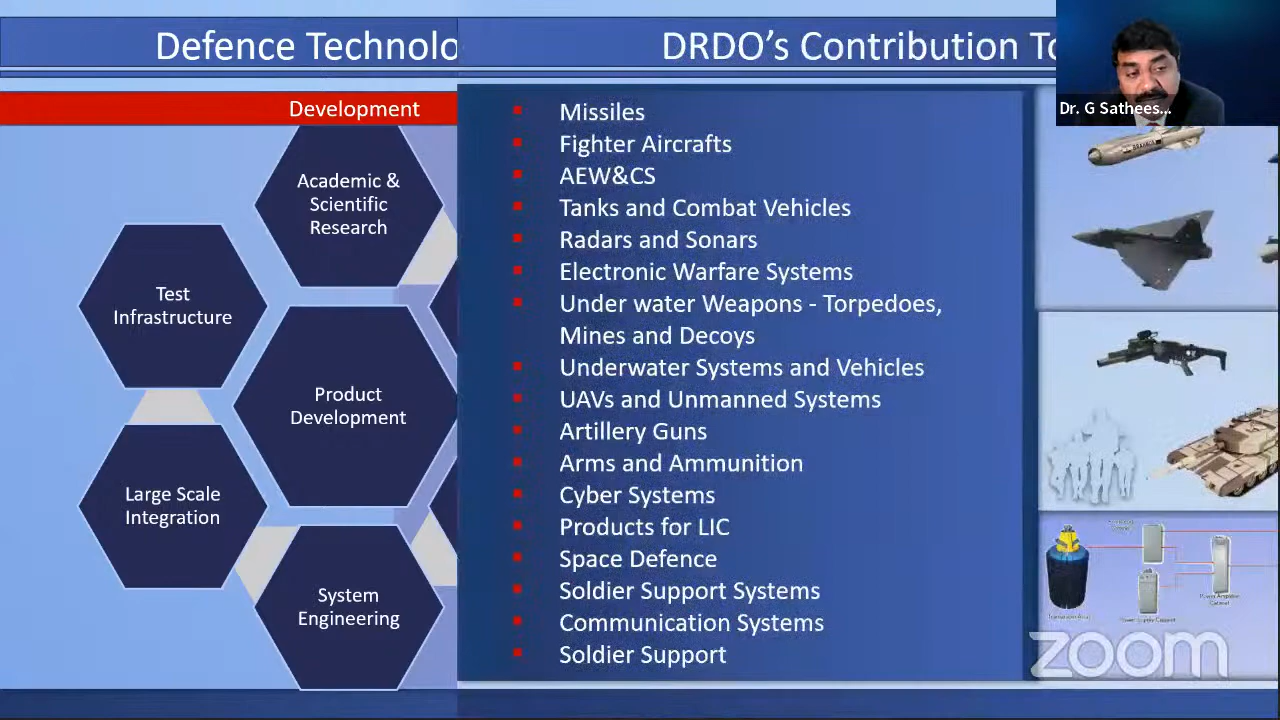 Defence Technolo
Development
Academic &
Scientific
Research
Test
Infrastructure
Product
Development
Large Scale
Integration
System
Engineering
DRDO's Contribution To
Missiles
Fighter Aircrafts
AEW&CS
Tanks and Combat Vehicles
Radars and Sonars
Electronic Warfare Systems
Under water Weapons - Torpedoes,
Mines and Decoys
Underwater Systems and Vehicles
UAVs and Unmanned Systems
Artillery Guns
Arms and Ammunition
Cyber Systems
Products for LIC
Space Defence
Soldier Support Systems
Communication Systems
Soldier Support
Dr. G Sathees...
zoom